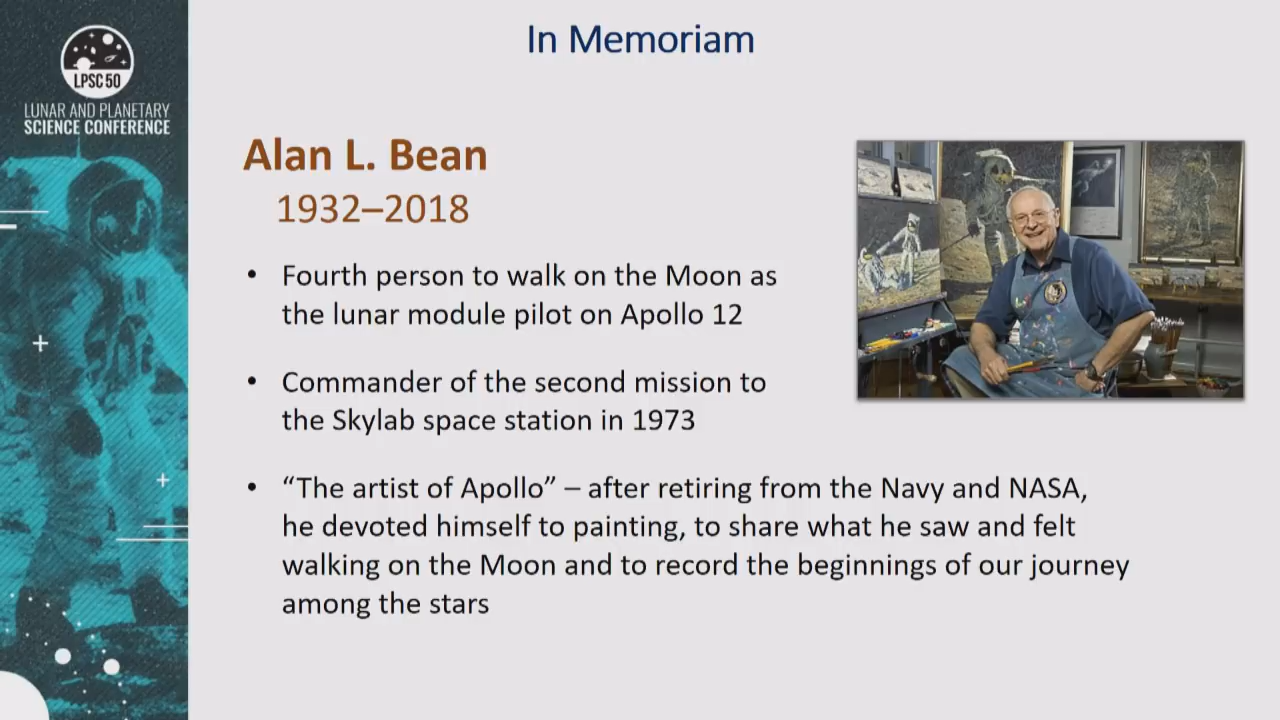 LPSC 50
LUNAR AND PLANETARY
SCIENCE CONFERENCE
In Memoriam
Alan L. Bean
1932–2018
• Fourth person to walk on the Moon as
the lunar module pilot on Apollo 12
• Commander of the second mission to
the Skylab space station in 1973
• “The artist of Apollo” – after retiring from the Navy and NASA,
he devoted himself to painting, to share what he saw and felt
walking on the Moon and to record the beginnings of our journey
among the stars